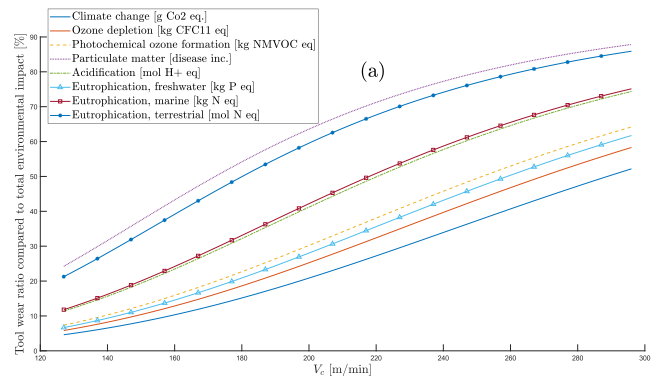 Climate change [g Co2 eq.]
Ozone depletion [kg CFC11 eq]
Photochemical ozone formation [kg NMVOC eq]
Particulate matter [disease inc.]
Acidification [mol H+ eq]
Eutrophication, freshwater [kg P eq]
Eutrophication, marine [kg N eq]
Eutrophication, terrestrial [mol N eq]
(a)
Tool wear ratio compared to total environmental impact [%]
90
80
70
60
50
40
30
20
10
0
120 140 160 180 200 220 240 260 280 300
V_c [m/min]